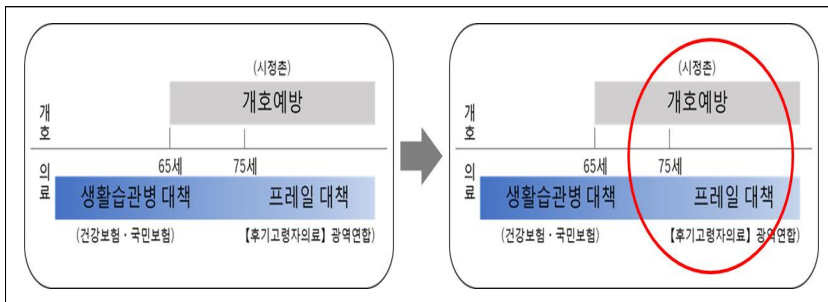 (시정촌)
개호예방
개호
65세 75세
의료
생활습관병 대책 프레일 대책
(건강보험・국민보험) 【후기고령자의료】광역연합)
(시정촌)
개호예방
개호
65세 75세
의료
생활습관병 대책 프레일 대책
(건강보험・국민보험) 【후기고령자의료】광역연합)